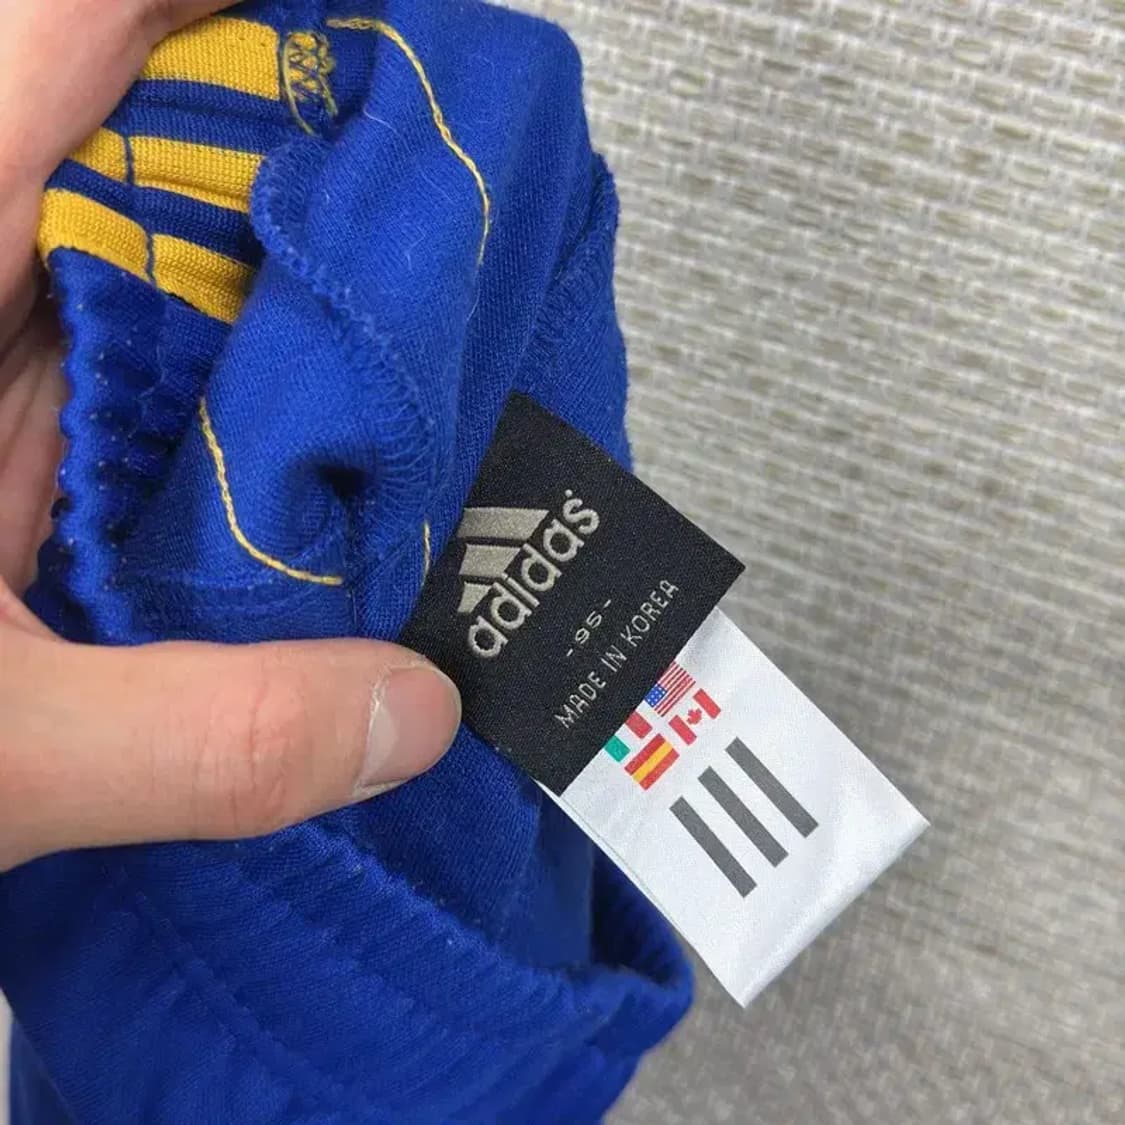 adidas
-95-
MADE IN KOREA